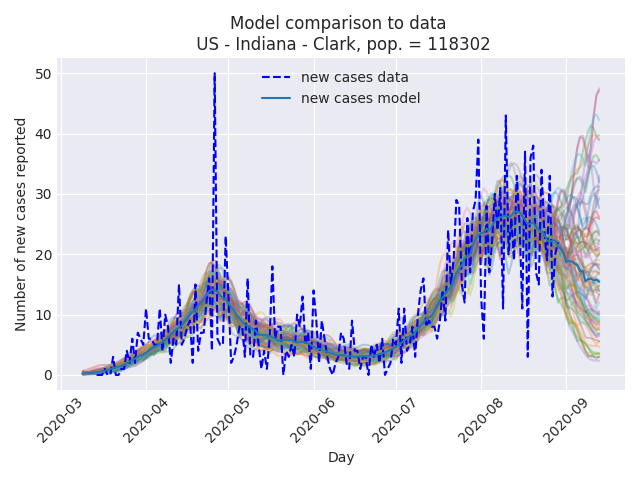 Model comparison to data
US - Indiana - Clark, pop. = 118302
new cases data
new cases model
Number of new cases reported
50
40
30
20
10
0
2020-03
2020-04
2020-05
2020-06
2020-07
2020-08
2020-09
Day